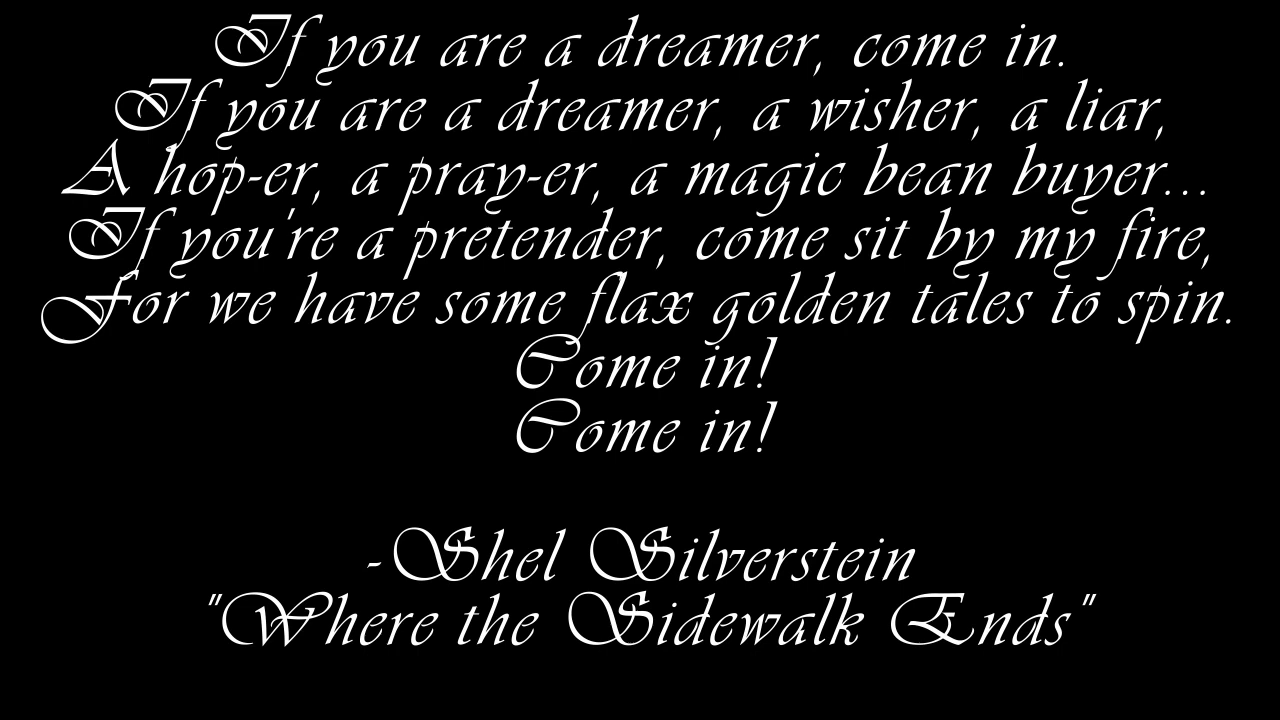 If you are a dreamer, come in.
If you are a dreamer, a wisher, a liar,
A hop-er, a pray-er, a magic bean buyer...
If you're a pretender, come sit by my fire,
For we have some flax golden tales to spin.
Come in!
Come in!
-Shel Silverstein
"Where the Sidewalk Ends"